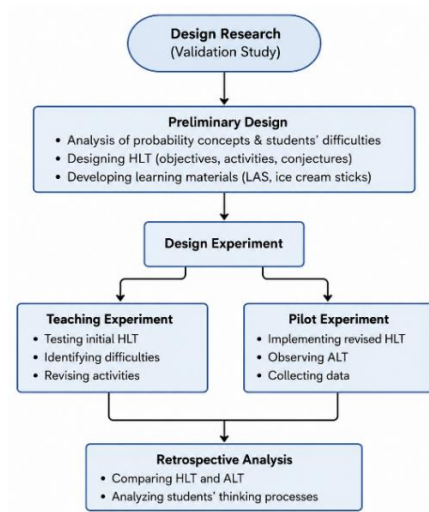 Design Research
(Validation Study)
Preliminary Design
• Analysis of probability concepts & students' difficulties
• Designing HLT (objectives, activities, conjectures)
• Developing learning materials (LAS, ice cream sticks)
Design Experiment
Teaching Experiment
• Testing initial HLT
• Identifying difficulties
• Revising activities
Pilot Experiment
• Implementing revised HLT
• Observing ALT
• Collecting data
Retrospective Analysis
• Comparing HLT and ALT
• Analyzing students' thinking processes